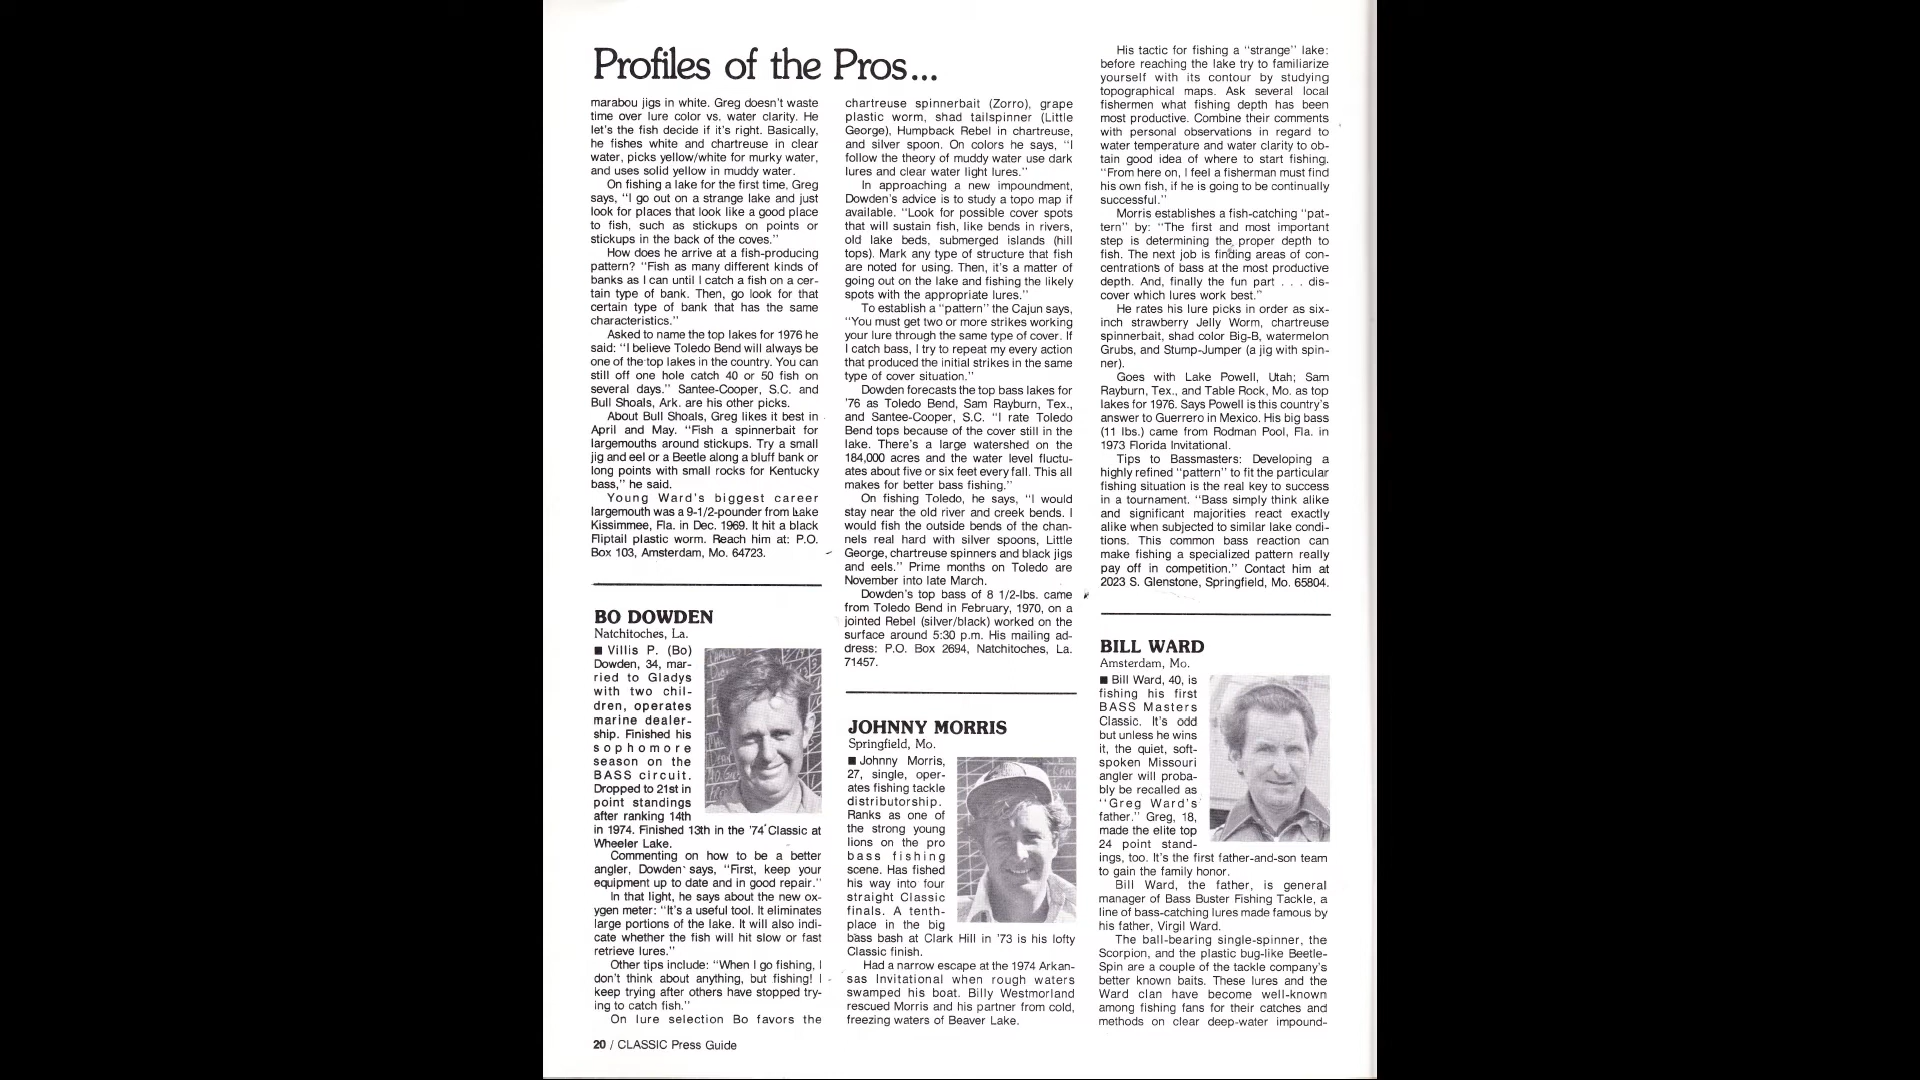 Profiles of the Pros...
marabou jigs in white. Greg doesn't waste
time over lure color vs. water clarity. He
let's the fish decide if it's right. Basically,
he fishes white and chartreuse in clear
water, picks yellow/white for murky water,
and uses solid yellow in muddy water.
On fishing a lake for the first time, Greg
says, "I go out on a strange lake and just
look for places that look like a good place
to fish, such as stickups on points or
stickups in the back of the coves."
How does he arrive at a fish-producing
pattern? "Fish as many different kinds of
banks as I can until I catch a fish on a cer-
tain type of bank. Then, go look for that
certain type of bank that has the same
characteristics."
Asked to name the top lakes for 1976 he
said: "I believe Toledo Bend will always be
one of the top lakes in the country. You can
still off one hole catch 40 or 50 fish on
several days." Santee-Cooper, S.C. and
Bull Shoals, Ark. are his other picks.
About Bull Shoals, Greg likes it best in
April and May. "Fish a spinnerbait for
largemouths around stickups. Try a small
jig and eel or a Beetle along a bluff bank or
long points with small rocks for Kentucky
bass," he said.
Young Ward's biggest career
largemouth was a 9-1/2-pounder from Lake
Kissimmee, Fla. in Dec. 1969. It hit a black
Fliptail plastic worm. Reach him at: P.O.
Box 103, Amsterdam, Mo. 64723.
BO DOWDEN
Natchitoches, La.
■ Villis P. (Bo)
Dowden, 34, mar-
ried to Gladys
with two chil-
dren, operates
marine dealer-
ship. Finished his
sophomore
season on the
BASS circuit.
Dropped to 21st in
point standings
after ranking 14th
in 1974. Finished 13th in the '74 Classic at
Wheeler Lake.
Commenting on how to be a better
angler, Dowden says, "First, keep your
equipment up to date and in good repair."
In that light, he says about the new ox-
ygen meter: "It's a useful tool. It eliminates
large portions of the lake. It will also indi-
cate whether the fish will hit slow or fast
retrieve lures."
Other tips include: "When I go fishing, I
don't think about anything, but fishing! I
keep trying after others have stopped try-
ing to catch fish."
On lure selection Bo favors the
chartreuse spinnerbait (Zorro), grape
plastic worm, shad tailspinner (Little
George), Humpback Rebel in chartreuse,
and silver spoon. On colors he says, "I
follow the theory of muddy water use dark
lures and clear water light lures."
In approaching a new impoundment,
Dowden's advice is to study a topo map if
available. "Look for possible cover spots
that will sustain fish, like bends in rivers,
old lake beds, submerged islands (hill
tops). Mark any type of structure that fish
are noted for using. Then, it's a matter of
going out on the lake and fishing the likely
spots with the appropriate lures."
To establish a "pattern" the Cajun says,
"You must get two or more strikes working
your lure through the same type of cover. If
I catch bass, I try to repeat my every action
that produced the initial strikes in the same
type of cover situation."
Dowden forecasts the top bass lakes for
'76 as Toledo Bend, Sam Rayburn, Tex.,
and Santee-Cooper, S.C. "I rate Toledo
Bend tops because of the cover still in the
lake. There's a large watershed on the
184,000 acres and the water level fluctu-
ates about five or six feet every fall. This all
makes for better bass fishing."
On fishing Toledo, he says, "I would
stay near the old river and creek bends. I
would fish the outside bends of the chan-
nels real hard with silver spoons, Little
George, chartreuse spinners and black jigs
and eels." Prime months on Toledo are
November into late March.
Dowden's top bass of 8 1/2-lbs. came
from Toledo Bend in February, 1970, on a
jointed Rebel (silver/black) worked on the
surface around 5:30 p.m. His mailing ad-
dress: P.O. Box 2694, Natchitoches, La.
71457.
JOHNNY MORRIS
Springfield, Mo.
■ Johnny Morris,
27, single, oper-
ates fishing tackle
distributorship.
Ranks as one of
the strong young
lions on the pro
bass fishing
scene. Has fished
his way into four
straight Classic
finals. A tenth-
place in the big
bass bash at Clark Hill in '73 is his lofty
Classic finish.
Had a narrow escape at the 1974 Arkan-
sas Invitational when rough waters
swamped his boat. Billy Westmorland
rescued Morris and his partner from cold,
freezing waters of Beaver Lake.
His tactic for fishing a "strange" lake:
before reaching the lake try to familiarize
yourself with its contour by studying
topographical maps. Ask several local
fishermen what fishing depth has been
most productive. Combine their comments
with personal observations in regard to
water temperature and water clarity to ob-
tain good idea of where to start fishing.
"From here on, I feel a fisherman must find
his own fish, if he is going to be continually
successful."
Morris establishes a fish-catching "pat-
tern" by: "The first and most important
step is determining the proper depth to
fish. The next job is finding areas of con-
centrations of bass at the most productive
depth. And, finally the fun part . . . dis-
cover which lures work best."
He rates his lure picks in order as six-
inch strawberry Jelly Worm, chartreuse
spinnerbait, shad color Big-B, watermelon
Grubs, and Stump-Jumper (a jig with spin-
ner).
Goes with Lake Powell, Utah; Sam
Rayburn, Tex., and Table Rock, Mo. as top
lakes for 1976. Says Powell is this country's
answer to Guerrero in Mexico. His big bass
(11 lbs.) came from Rodman Pool, Fla. in
1973 Florida Invitational.
Tips to Bassmasters: Developing a
highly refined "pattern" to fit the particular
fishing situation is the real key to success
in a tournament. "Bass simply think alike
and significant majorities react exactly
alike when subjected to similar lake condi-
tions. This common bass reaction can
make fishing a specialized pattern really
pay off in competition." Contact him at
2023 S. Glenstone, Springfield, Mo. 65804.
BILL WARD
Amsterdam, Mo.
■ Bill Ward, 40, is
fishing his first
BASS Masters
Classic. It's odd
but unless he wins
it, the quiet, soft-
spoken Missouri
angler will proba-
bly be recalled as
"Greg Ward's
father." Greg, 18,
made the elite top
24 point stand-
ings, too. It's the first father-and-son team
to gain the family honor.
Bill Ward, the father, is general
manager of Bass Buster Fishing Tackle, a
line of bass-catching lures made famous by
his father, Virgil Ward.
The ball-bearing single-spinner, the
Scorpion, and the plastic bug-like Beetle-
Spin are a couple of the tackle company's
better known baits. These lures and the
Ward clan have become well-known
among fishing fans for their catches and
methods on clear deep-water impound-
20 / CLASSIC Press Guide